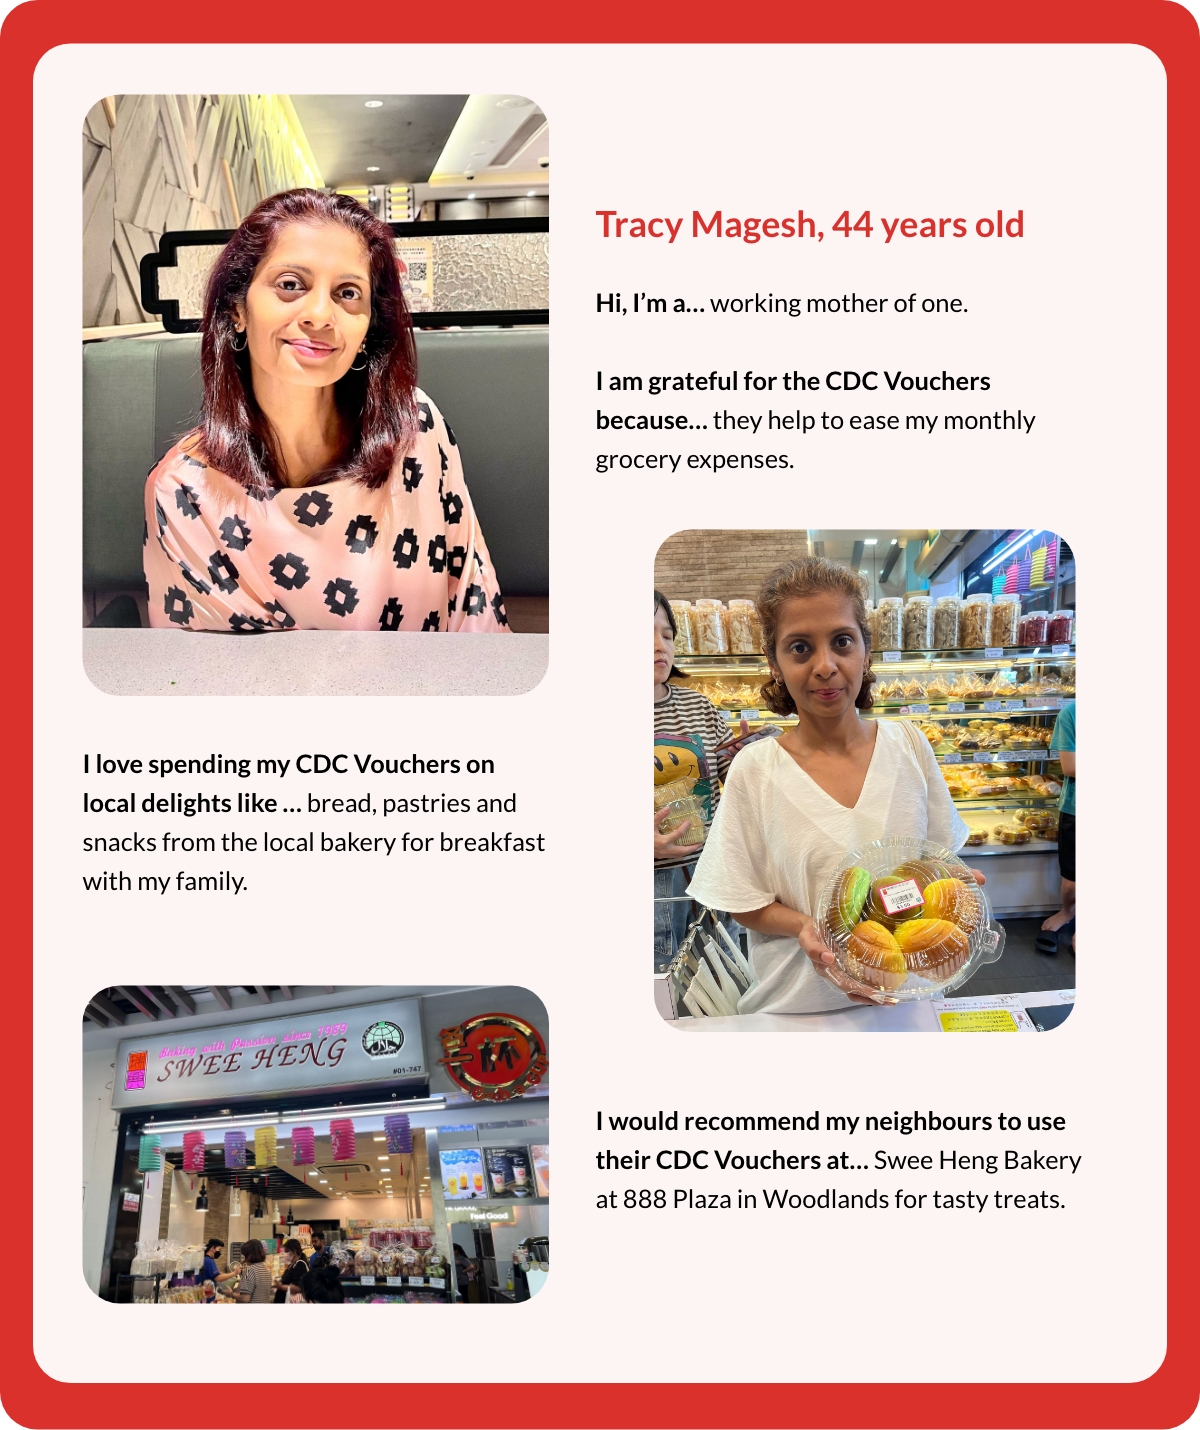 Tracy Magesh, 44 years old
Hi, I’m a... working mother of one.
I am grateful for the CDC Vouchers
because... they help to ease my monthly
grocery expenses.
I love spending my CDC Vouchers on
local delights like ... bread, pastries and
snacks from the local bakery for breakfast
with my family.
Baking with Passion since 1989
SWEE HENG
#01-747
杯
Feel Good
I would recommend my neighbours to use
their CDC Vouchers at... Swee Heng Bakery
at 888 Plaza in Woodlands for tasty treats.